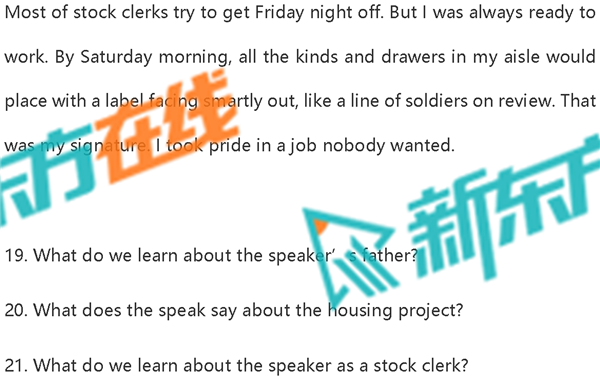 Most of stock clerks try to get Friday night off. But I was always ready to
work. By Saturday morning, all the kinds and drawers in my aisle would
place with a label facing smartly out, like a line of soldiers on review. That
was my signature. I took pride in a job nobody wanted.
东方在线
新东方
19. What do we learn about the speaker's father?
20. What does the speak say about the housing project?
21. What do we learn about the speaker as a stock clerk?